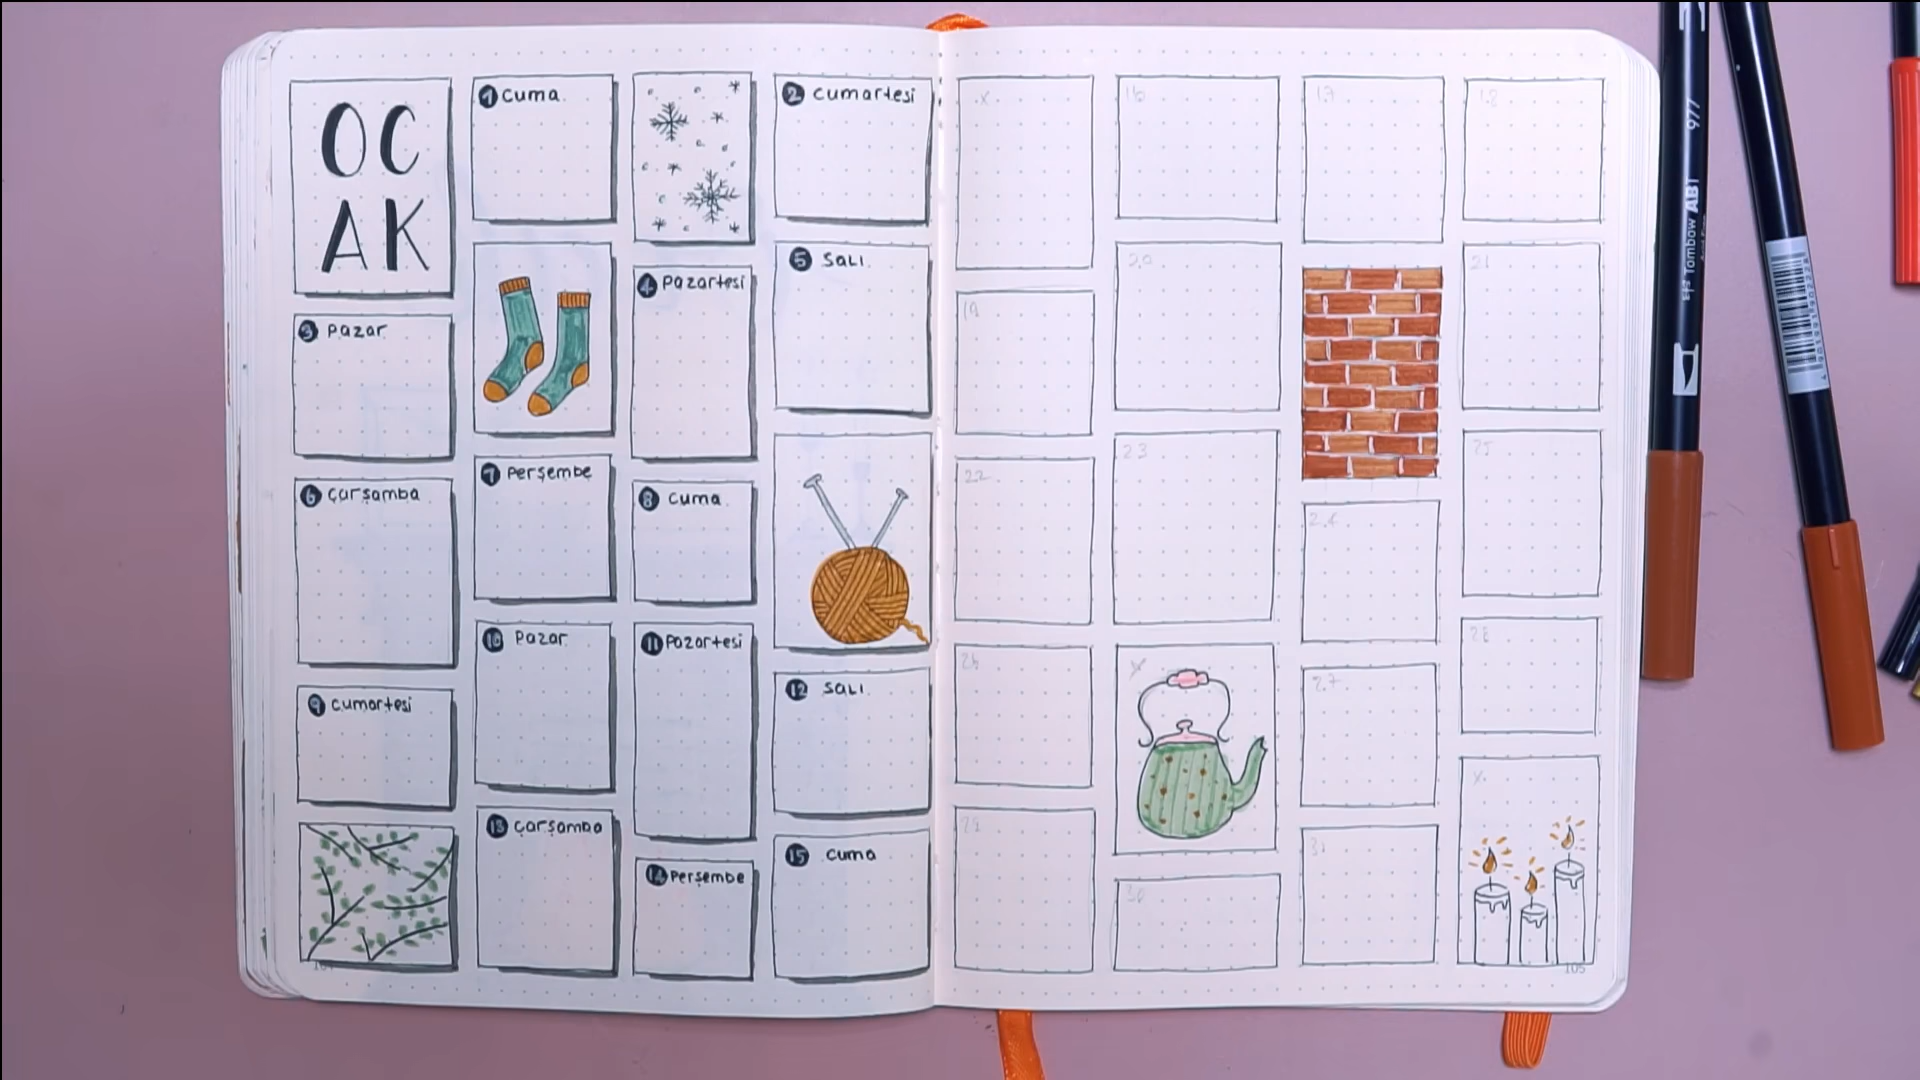 OC
AK
1 Cuma
2 Cumartesi
3 Pazar
4 Pazartesi
5 Salı
6 Çarşamba
7 Perşembe
8 Cuma
9 Cumartesi
10 Pazar
11 Pazartesi
12 Salı
13 Çarşamba
14 Perşembe
15 Cuma
x
16
17
18
19
20
21
22
23
24
25
26
x
27
28
29
30
31
x
105
Tombow ABT 977